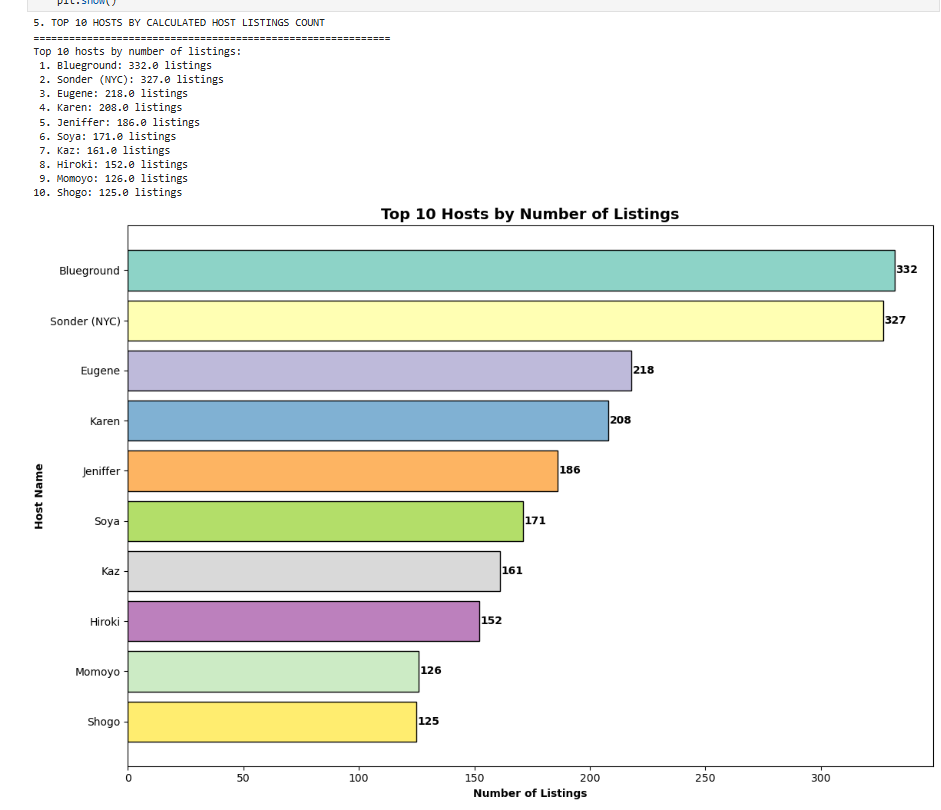 plt.show()
5. TOP 10 HOSTS BY CALCULATED HOST LISTINGS COUNT
============================================================
Top 10 hosts by number of listings:
1. Blueground: 332.0 listings
2. Sonder (NYC): 327.0 listings
3. Eugene: 218.0 listings
4. Karen: 208.0 listings
5. Jeniffer: 186.0 listings
6. Soya: 171.0 listings
7. Kaz: 161.0 listings
8. Hiroki: 152.0 listings
9. Momoyo: 126.0 listings
10. Shogo: 125.0 listings
Top 10 Hosts by Number of Listings
Host Name
Blueground 332
Sonder (NYC) 327
Eugene 218
Karen 208
Jeniffer 186
Soya 171
Kaz 161
Hiroki 152
Momoyo 126
Shogo 125
0 50 100 150 200 250 300
Number of Listings